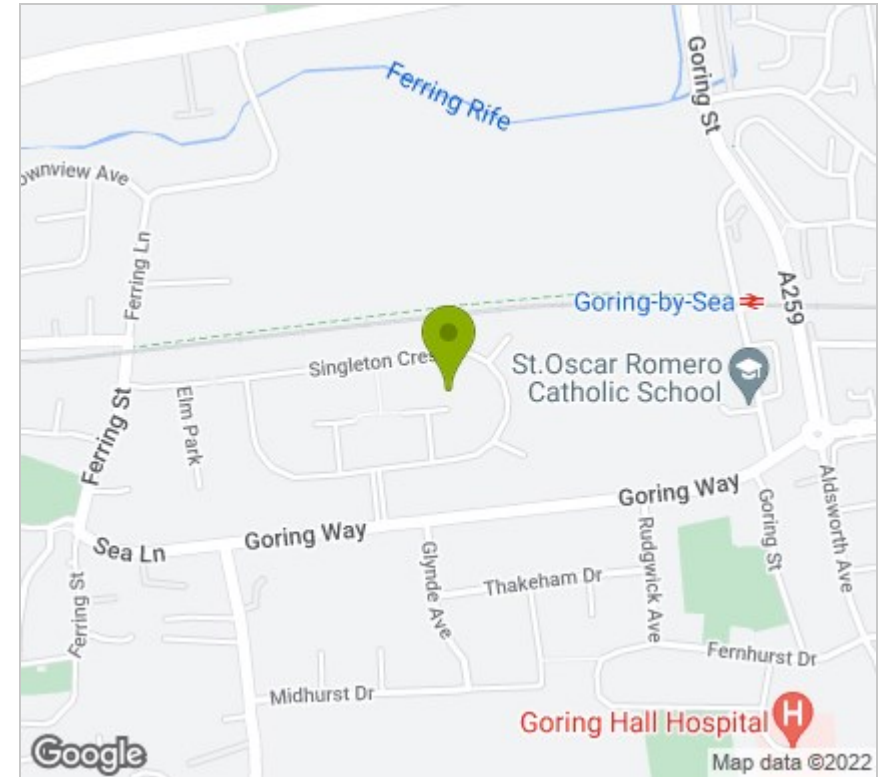 Goring St
Ferring Rife
ownview Ave
Ferring Ln
A259
Goring-by-Sea
Singleton Cres
St.Oscar Romero
Catholic School
Elm Park
Ferring St
Goring Way
Goring Way
Goring St
Aldsworth Ave
Sea Ln
Glynde Ave
Rudgwick Ave
Thakeham Dr
Ferring St
Fernhurst Dr
Midhurst Dr
Goring Hall Hospital
H
Google
Map data ©2022